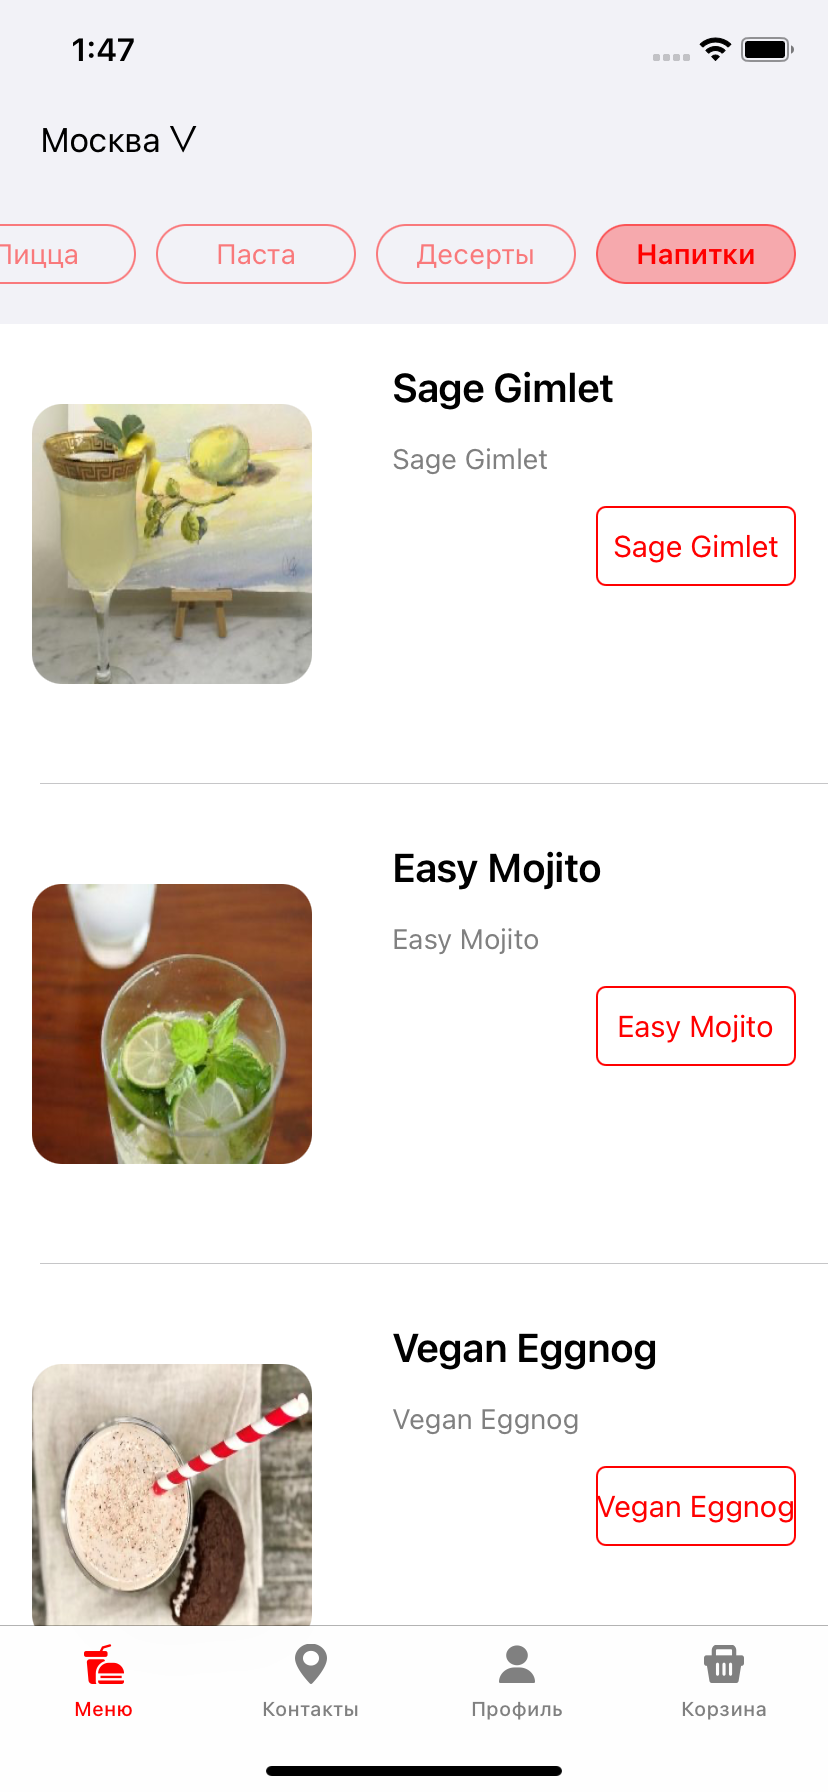 1:47
Москва V
Пицца
Паста
Десерты
Напитки
Sage Gimlet
Sage Gimlet
Sage Gimlet
Easy Mojito
Easy Mojito
Easy Mojito
Vegan Eggnog
Vegan Eggnog
Vegan Eggnog
Меню
Контакты
Профиль
Корзина